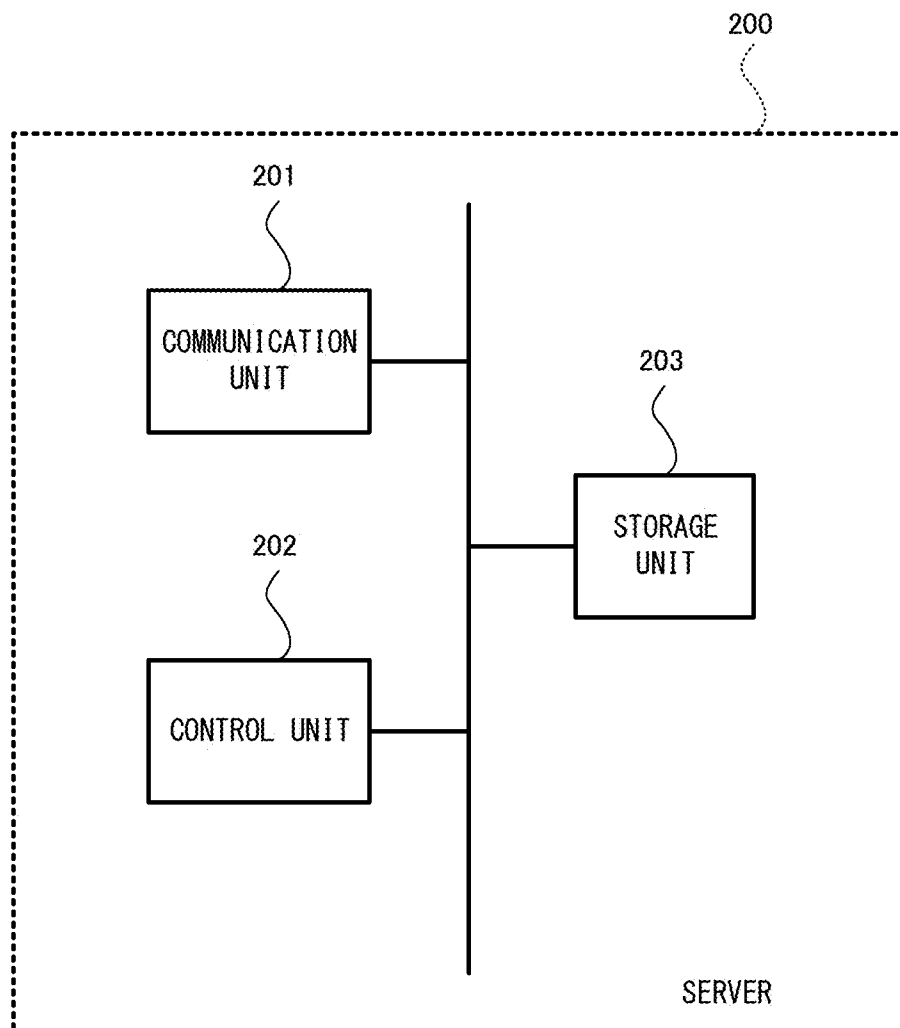 200
201
COMMUNICATION
UNIT
203
STORAGE
UNIT
202
CONTROL UNIT
SERVER